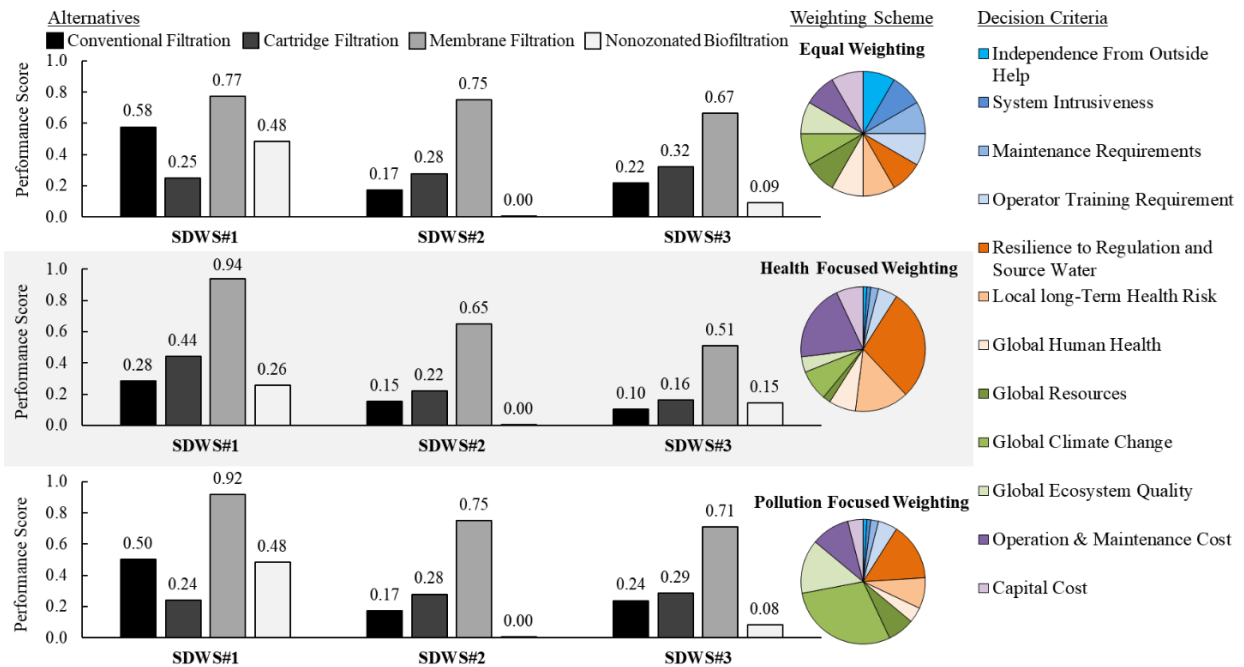 Alternatives
Weighting Scheme
Decision Criteria
Conventional Filtration
Cartridge Filtration
Membrane Filtration
Nonozonated Biofiltration
Performance Score
1.0
0.8
0.6
0.4
0.2
0.0
0.58
0.25
0.77
0.48
0.17
0.28
0.75
0.00
0.22
0.32
0.67
0.09
SDWS#1
SDWS#2
SDWS#3
Equal Weighting
Performance Score
1.0
0.8
0.6
0.4
0.2
0.0
0.28
0.44
0.94
0.26
0.15
0.22
0.65
0.00
0.10
0.16
0.51
0.15
SDWS#1
SDWS#2
SDWS#3
Health Focused Weighting
Performance Score
1.0
0.8
0.6
0.4
0.2
0.0
0.50
0.24
0.92
0.48
0.17
0.28
0.75
0.00
0.24
0.29
0.71
0.08
SDWS#1
SDWS#2
SDWS#3
Pollution Focused Weighting
Independence From Outside
Help
System Intrusiveness
Maintenance Requirements
Operator Training Requirement
Resilience to Regulation and
Source Water
Local long-Term Health Risk
Global Human Health
Global Resources
Global Climate Change
Global Ecosystem Quality
Operation & Maintenance Cost
Capital Cost